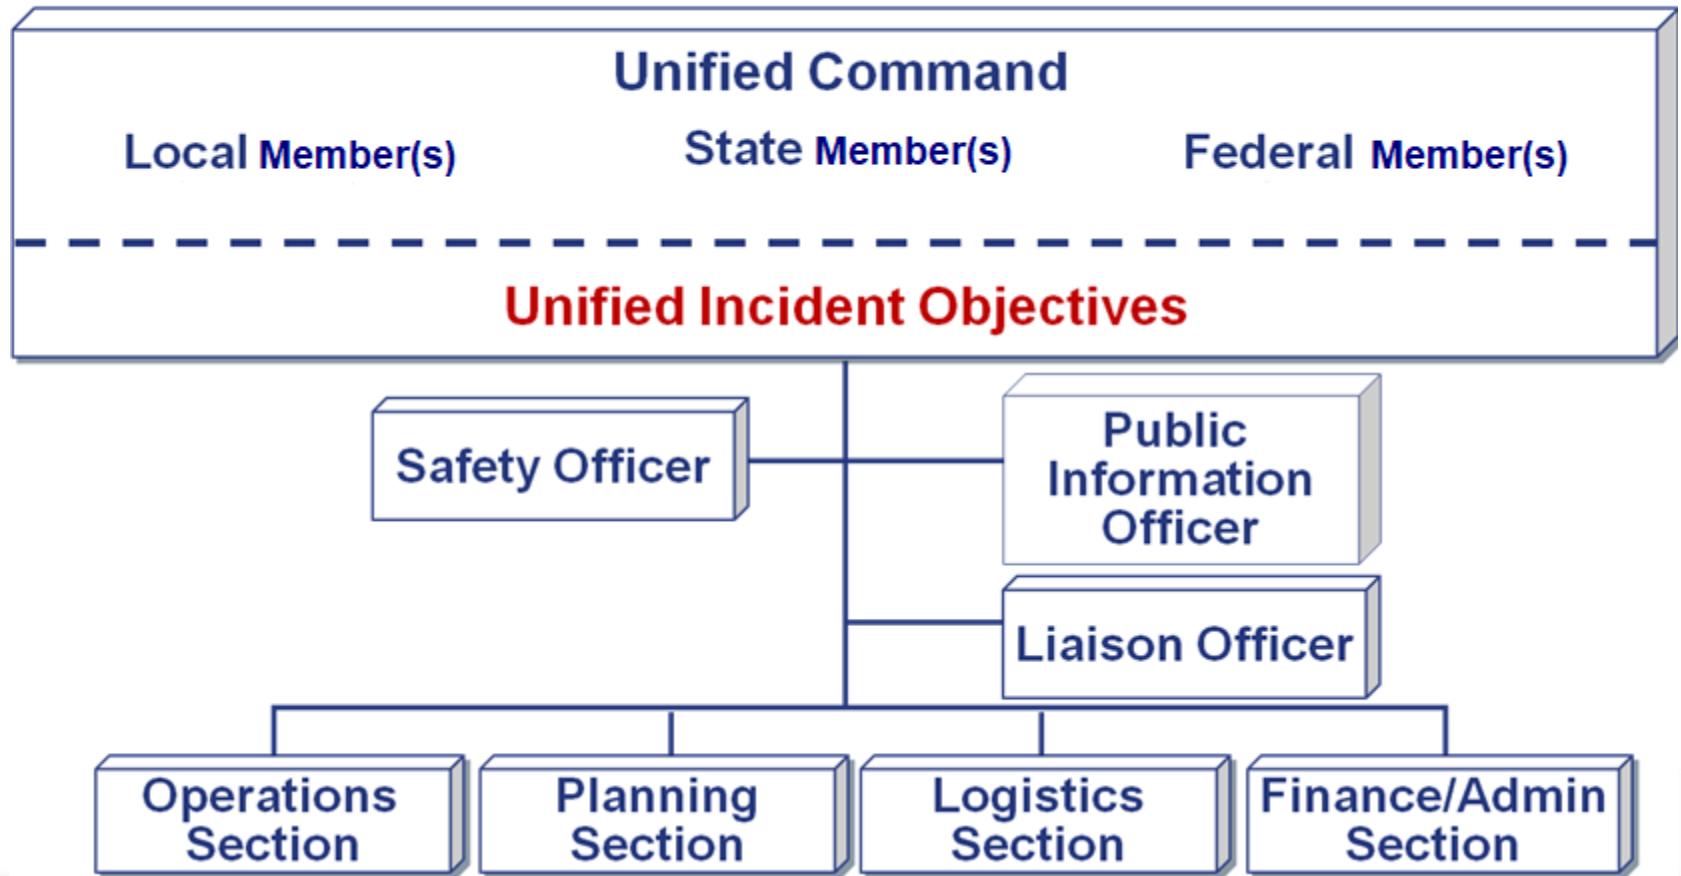 Unified Command
Local Member(s) State Member(s) Federal Member(s)
Unified Incident Objectives
Safety Officer
Public
Information
Officer
Liaison Officer
Operations
Section
Planning
Section
Logistics
Section
Finance/Admin
Section